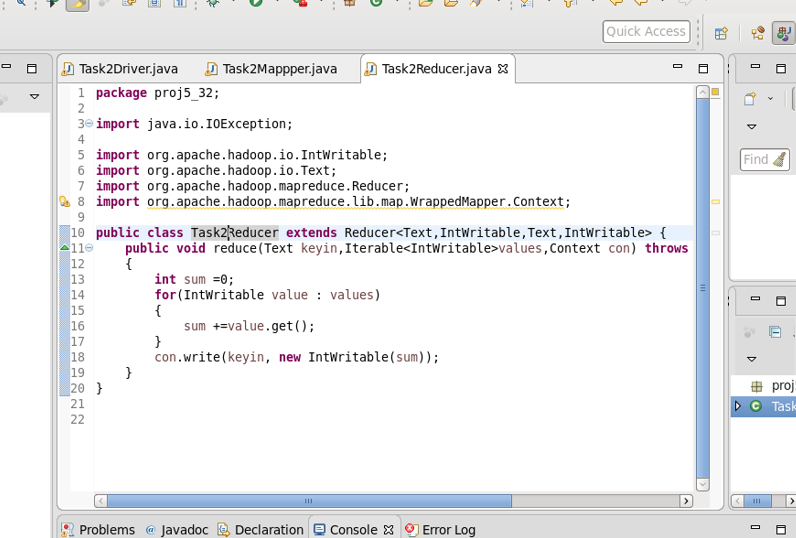 Quick Access
Task2Driver.java
Task2Mappper.java
Task2Reducer.java
1 package proj5_32;
2
3 import java.io.IOException;
4
5 import org.apache.hadoop.io.IntWritable;
6 import org.apache.hadoop.io.Text;
7 import org.apache.hadoop.mapreduce.Reducer;
8 import org.apache.hadoop.mapreduce.lib.map.WrappedMapper.Context;
9
10 public class Task2Reducer extends Reducer<Text,IntWritable,Text,IntWritable> {
11     public void reduce(Text keyin,Iterable<IntWritable>values,Context con) throws
12     {
13         int sum =0;
14         for(IntWritable value : values)
15         {
16             sum +=value.get();
17         }
18         con.write(keyin, new IntWritable(sum));
19     }
20 }
21
22
Find
proj
Task
Problems @ Javadoc Declaration Console Error Log